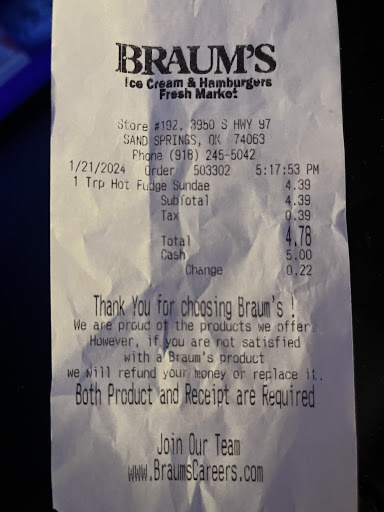 BRAUM'S
Ice Cream & Hamburgers
Fresh Market
Store #192, 3950 S HWY 97
SAND SPRINGS, OK 74063
Phone (918) 245-5042
1/21/2024 Order 503302 5:17:53 PM
1 Trp Hot Fudge Sundae 4.39
Subtotal 4.39
Tax 0.39
Total 4.78
Cash 5.00
Change 0.22
Thank You for choosing Braum's !
We are proud of the products we offer.
However, if you are not satisfied
with a Braum's product
we will refund your money or replace it.
Both Product and Receipt are Required
Join Our Team
www.BraumsCareers.com